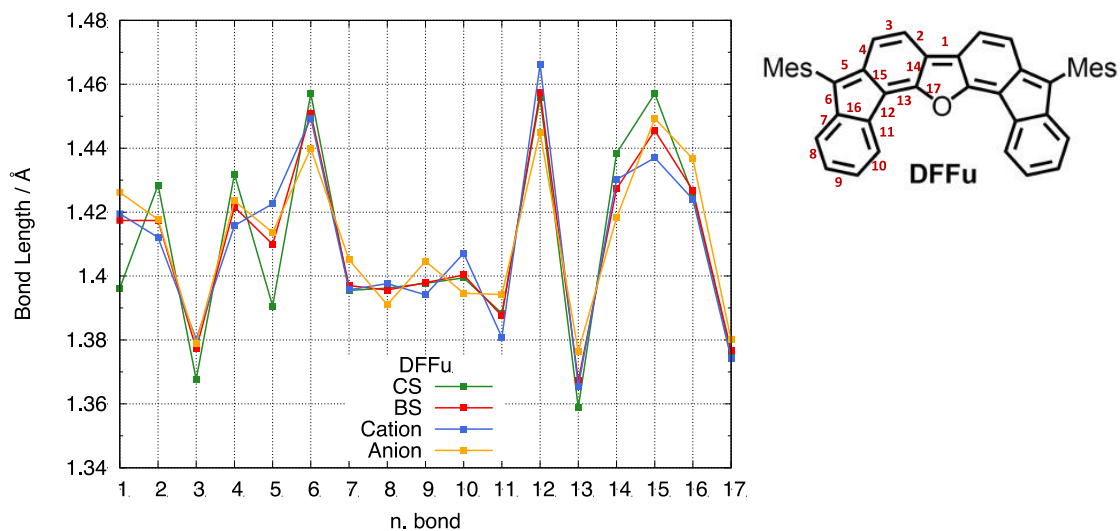 Bond Length / Å
1.48
1.46
1.44
1.42
1.4
1.38
1.36
1.34
1 2 3 4 5 6 7 8 9 10 11 12 13 14 15 16 17
n. bond
DFFu
CS
BS
Cation
Anion
3 2 1
4
5 14
Mes 15 Mes
6 17
16 13 O
7 12
11
8 10
9
DFFu